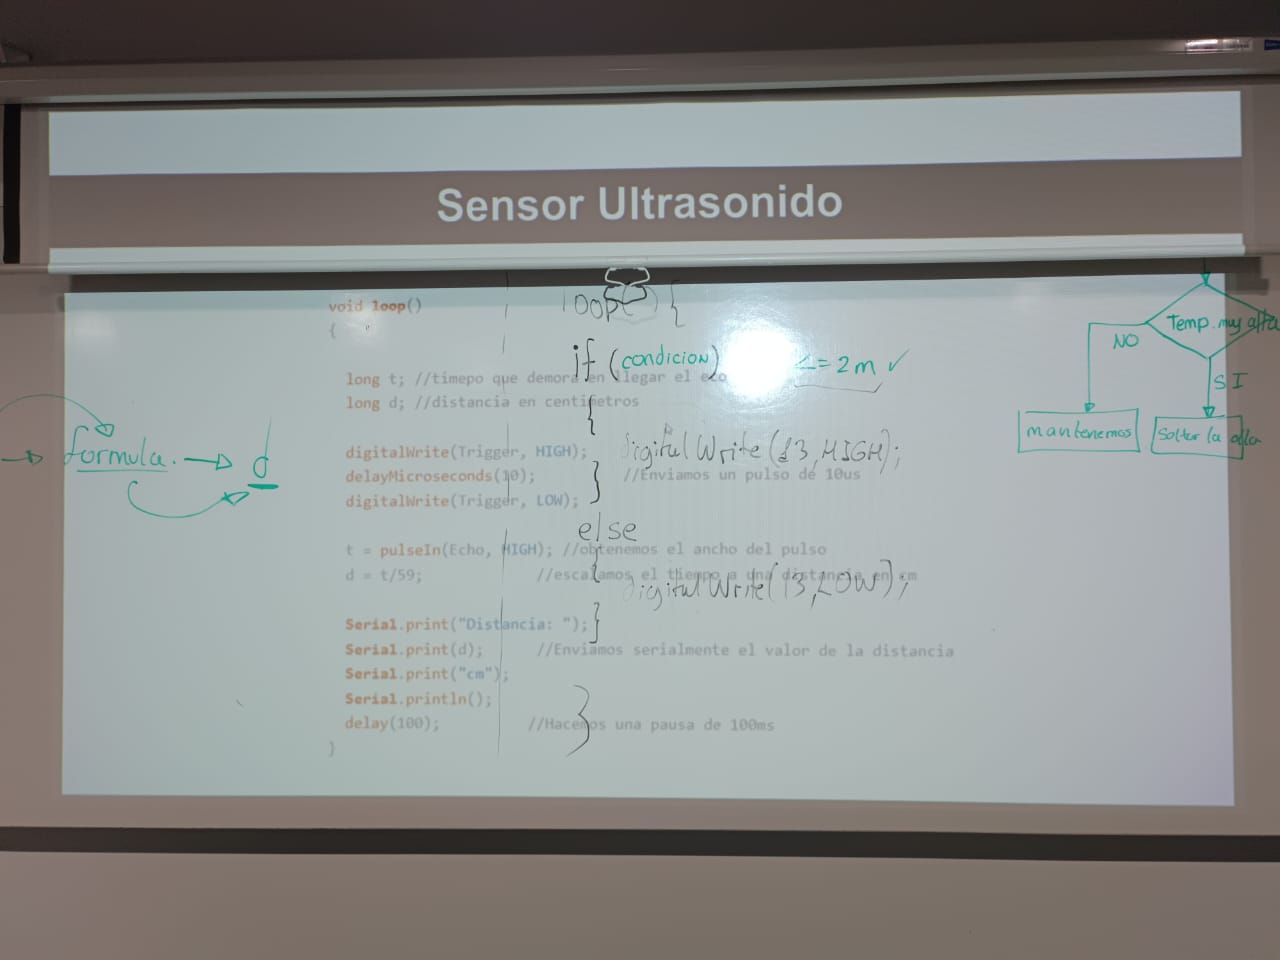 Sensor Ultrasonido
void loop()
{
long t; //timepo que demora en llegar el eco
long d; //distancia en centimetros
digitalWrite(Trigger, HIGH);
delayMicroseconds(10); //Enviamos un pulso de 10us
digitalWrite(Trigger, LOW);
t = pulseIn(Echo, HIGH); //obtenemos el ancho del pulso
d = t/59; //escalamos el tiempo a una distancia en cm
Serial.print("Distancia: ");
Serial.print(d); //Enviamos serialmente el valor de la distancia
Serial.print("cm");
Serial.println();
delay(100); //Hacemos una pausa de 100ms
}
loop() {
if (condicion) <= 2m ✓
{
digitalWrite(13,HIGH);
}
else
{
digitalWrite(13,LOW);
}
}
formula. → d
Temp. muy alta
NO
SI
mantenemos
Soltar la olla